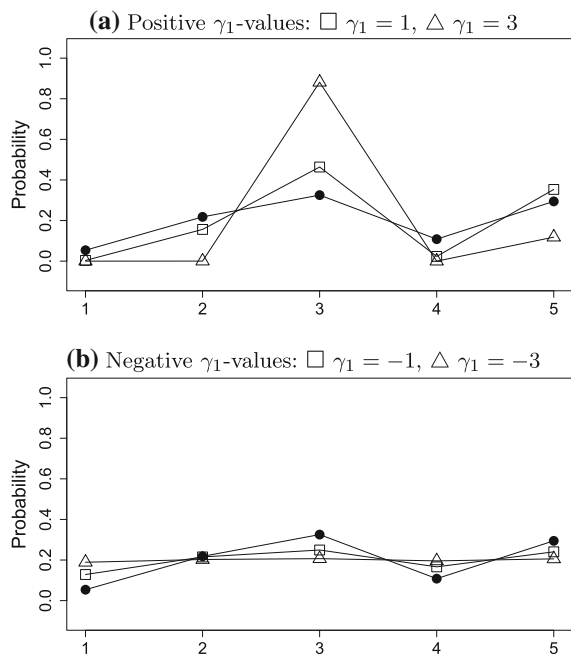 (a) Positive γ₁-values: □ γ₁ = 1, △ γ₁ = 3
Probability
1.0
0.8
0.6
0.4
0.2
0.0
1 2 3 4 5
(b) Negative γ₁-values: □ γ₁ = −1, △ γ₁ = −3
Probability
1.0
0.8
0.6
0.4
0.2
0.0
1 2 3 4 5